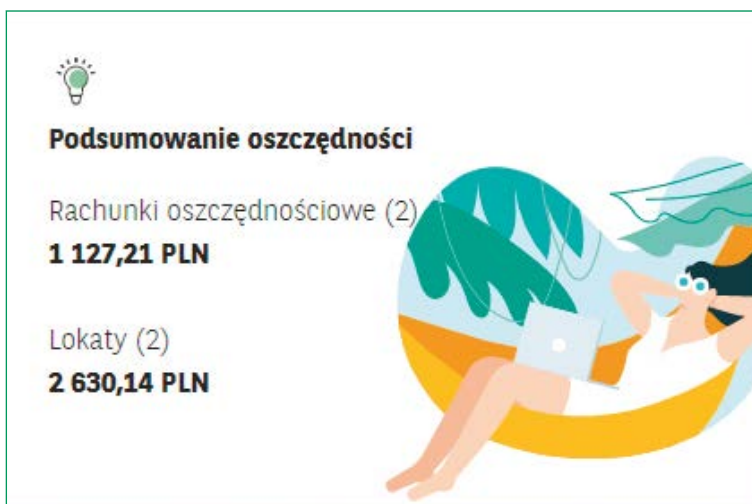 Podsumowanie oszczędności
Rachunki oszczędnościowe (2)
1 127,21 PLN
Lokaty (2)
2 630,14 PLN